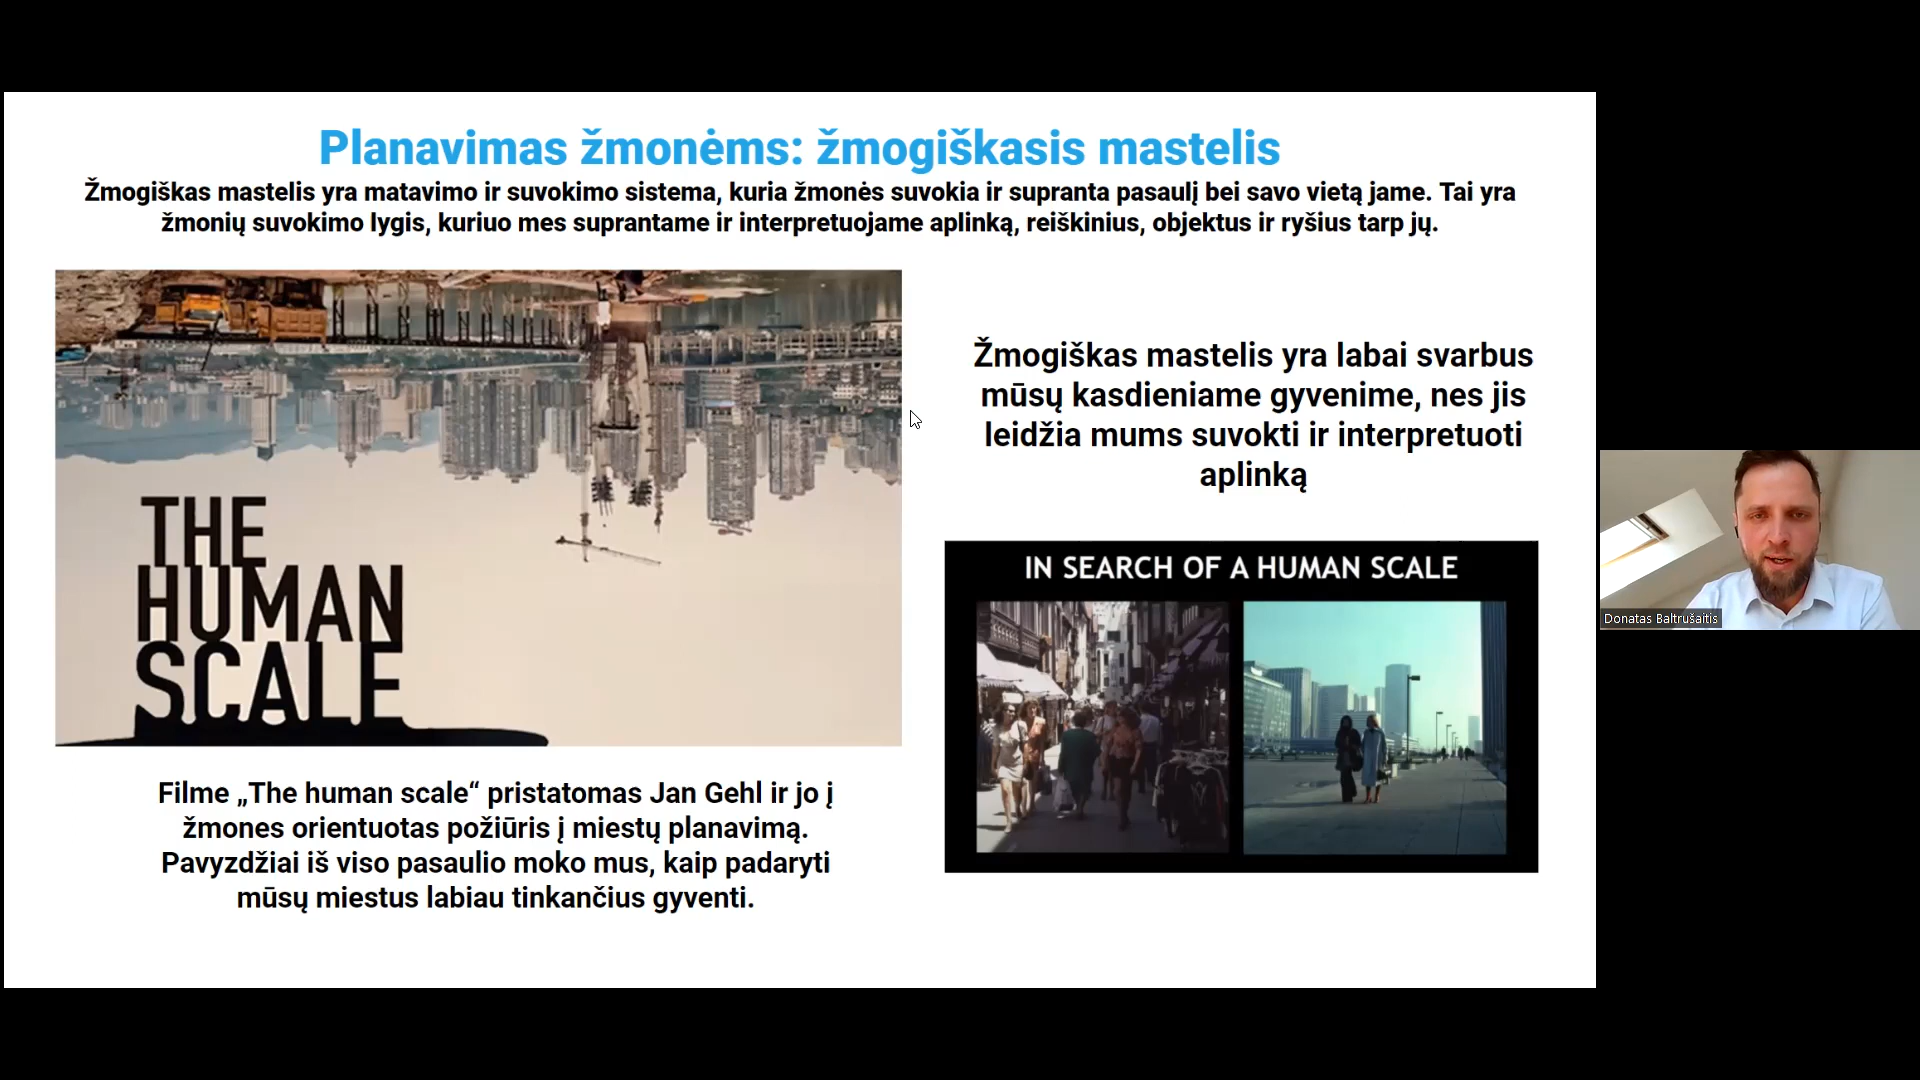 Planavimas žmonėms: žmogiškasis mastelis
Žmogiškas mastelis yra matavimo ir suvokimo sistema, kuria žmonės suvokia ir supranta pasaulį bei savo vietą jame. Tai yra
žmonių suvokimo lygis, kuriuo mes suprantame ir interpretuojame aplinką, reiškinius, objektus ir ryšius tarp jų.
THE
HUMAN
SCALE
Filme „The human scale“ pristatomas Jan Gehl ir jo į
žmones orientuotas požiūris į miestų planavimą.
Pavyzdžiai iš viso pasaulio moko mus, kaip padaryti
mūsų miestus labiau tinkančius gyventi.
Žmogiškas mastelis yra labai svarbus
mūsų kasdieniame gyvenime, nes jis
leidžia mums suvokti ir interpretuoti
aplinką
IN SEARCH OF A HUMAN SCALE
Donatas Baltrušaitis